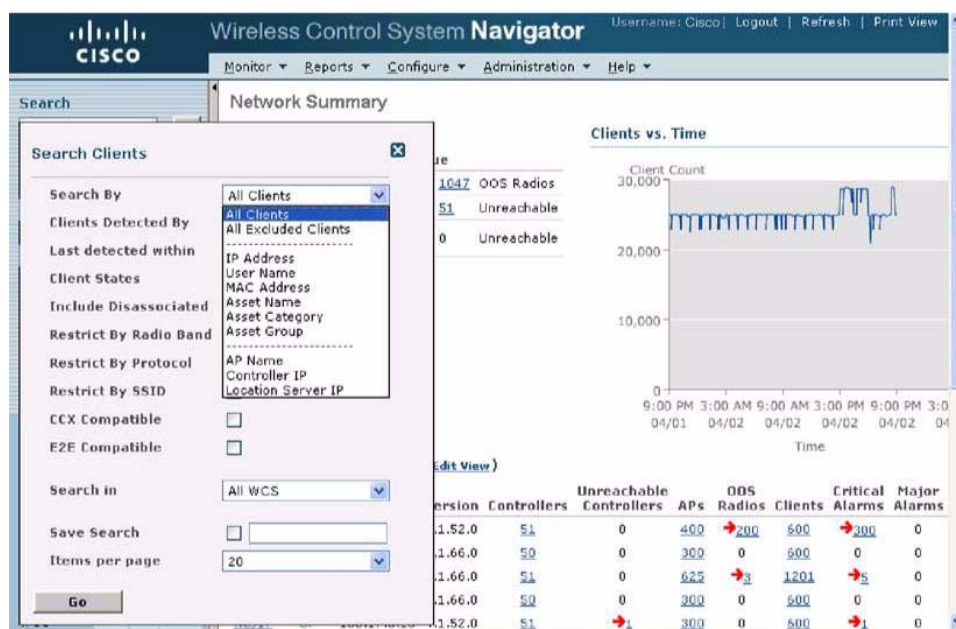 CISCO
Wireless Control System Navigator
Username: Cisco | Logout | Refresh | Print View
Monitor Reports Configure Administration Help
Search
Network Summary
Search Clients
Search By All Clients
All Clients
All Excluded Clients
--------------------
IP Address
User Name
MAC Address
Asset Name
Asset Category
Asset Group
--------------------
AP Name
Controller IP
Location Server IP
Clients Detected By
Last detected within
Client States
Include Disassociated
Restrict By Radio Band
Restrict By Protocol
Restrict By SSID
CCX Compatible
E2E Compatible
Search in All WCS
Save Search
Items per page 20
Go
ue
1047 OOS Radios
51 Unreachable
0 Unreachable
Clients vs. Time
Client Count
30,000
20,000
10,000
0
9:00 PM 3:00 AM 9:00 AM 3:00 PM 9:00 PM 3:0
04/01 04/02 04/02 04/02 04/02 04
Time
Edit View)
ersion Controllers Unreachable Controllers APs OOS Radios Clients Critical Alarms Major Alarms
.1.52.0 51 0 400 200 600 300 0
.1.66.0 50 0 300 0 600 0 0
.1.66.0 51 0 625 3 1201 5 0
.1.66.0 50 0 300 0 600 0 0
.1.52.0 51 1 300 0 600 1 0